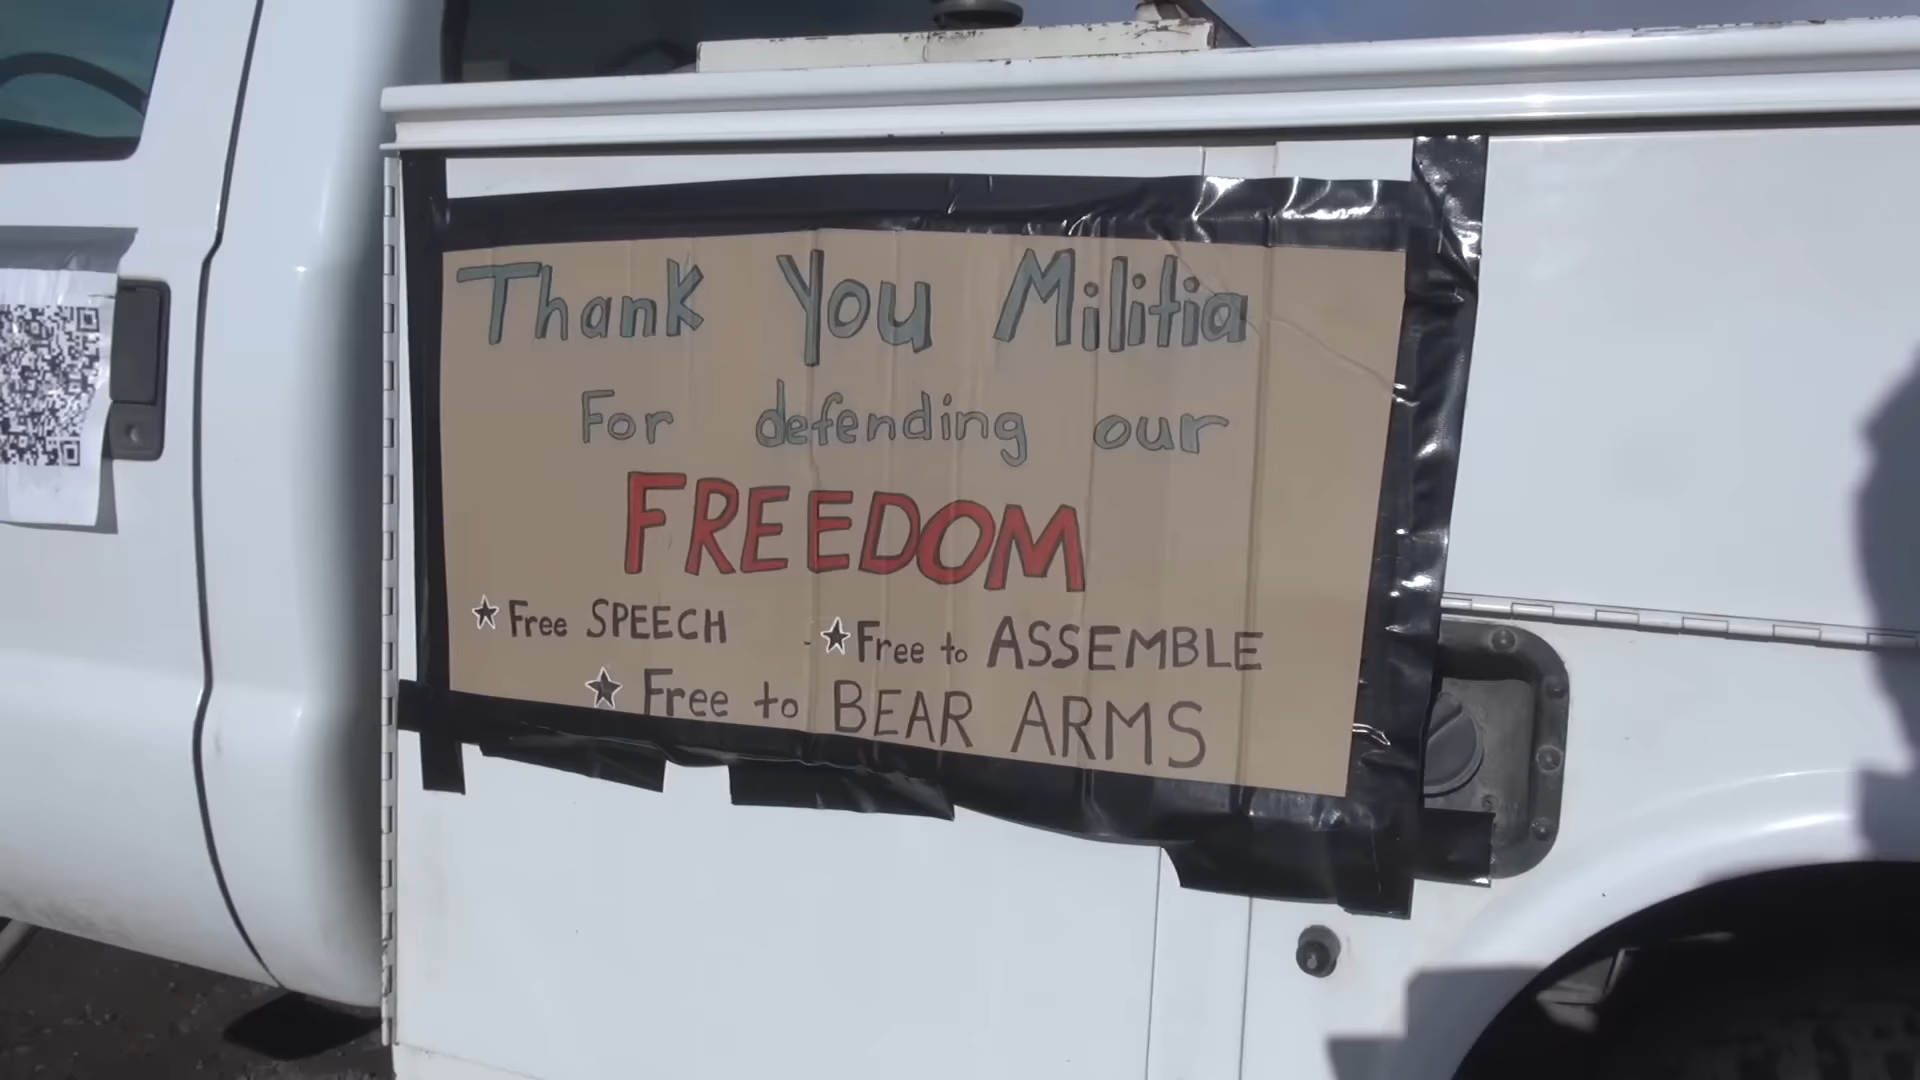 Thank You Militia
For defending our
FREEDOM
★ Free SPEECH ★ Free to ASSEMBLE
★ Free to BEAR ARMS